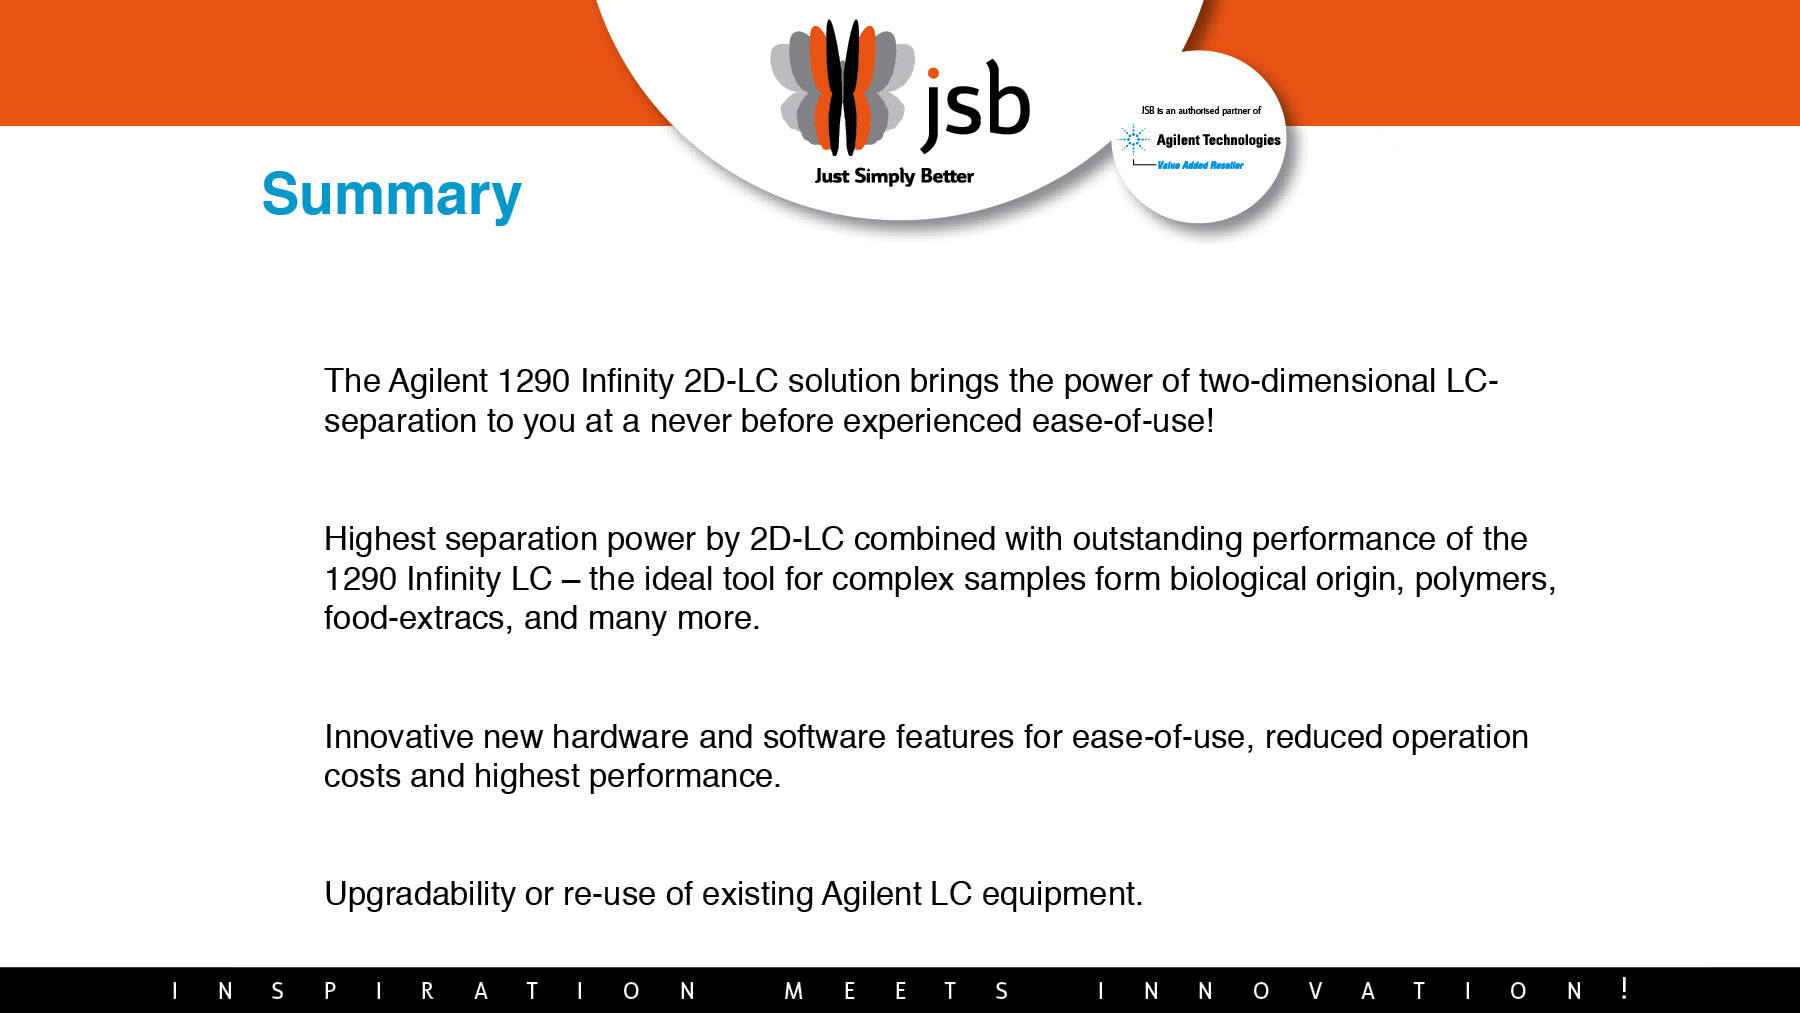 jsb
Just Simply Better
JSB is an authorised partner of
Agilent Technologies
Value Added Reseller
Summary
The Agilent 1290 Infinity 2D-LC solution brings the power of two-dimensional LC-
separation to you at a never before experienced ease-of-use!
Highest separation power by 2D-LC combined with outstanding performance of the
1290 Infinity LC – the ideal tool for complex samples form biological origin, polymers,
food-extracs, and many more.
Innovative new hardware and software features for ease-of-use, reduced operation
costs and highest performance.
Upgradability or re-use of existing Agilent LC equipment.
INSPIRATION MEETS INNOVATION!